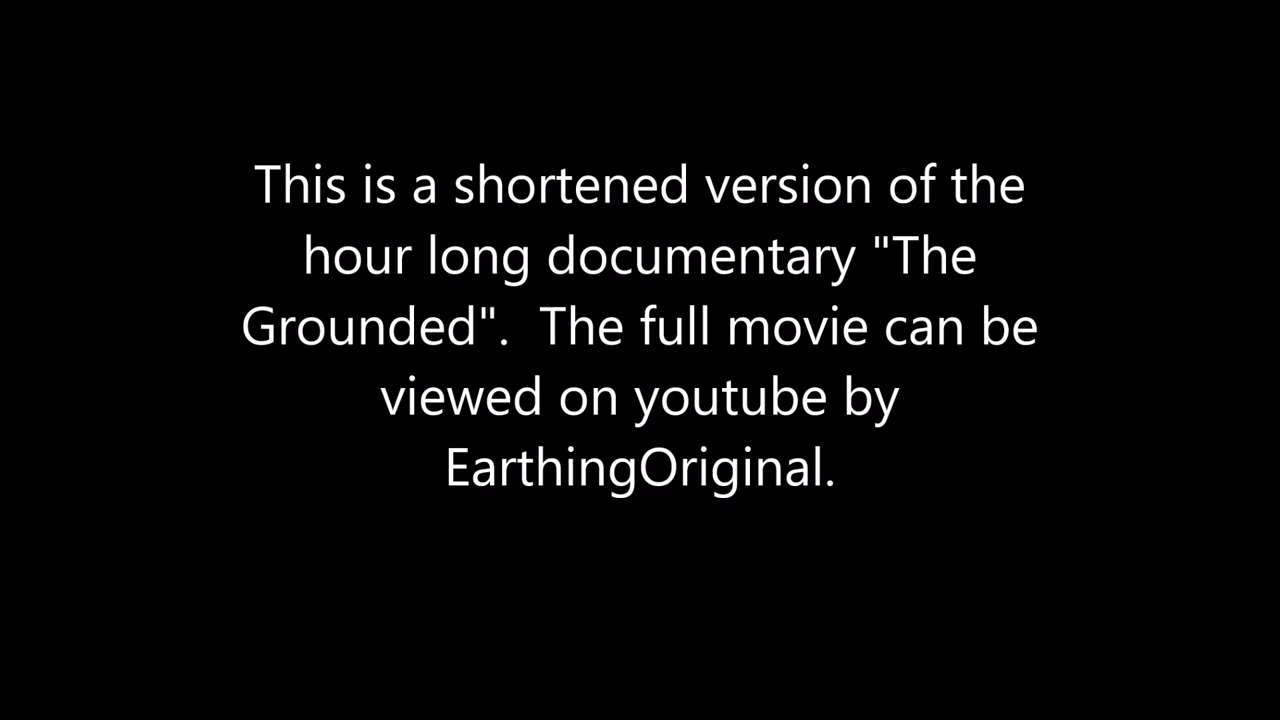 This is a shortened version of the
hour long documentary "The
Grounded".  The full movie can be
viewed on youtube by
EarthingOriginal.